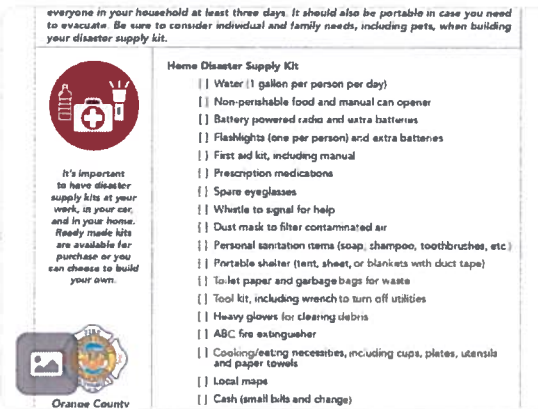 everyone in your household at least three days. It should also be portable in case you need
to evacuate. Be sure to consider individual and family needs, including pets, when building
your disaster supply kit.
Home Disaster Supply Kit
[ ] Water (1 gallon per person per day)
[ ] Non-perishable food and manual can opener
[ ] Battery powered radio and extra batteries
[ ] Flashlights (one per person) and extra batteries
[ ] First aid kit, including manual
[ ] Prescription medications
[ ] Spare eyeglasses
[ ] Whistle to signal for help
[ ] Dust mask to filter contaminated air
[ ] Personal sanitation items (soap, shampoo, toothbrushes, etc.)
[ ] Portable shelter (tent, sheet, or blankets with duct tape)
[ ] Toilet paper and garbage bags for waste
[ ] Tool kit, including wrench to turn off utilities
[ ] Heavy gloves for clearing debris
[ ] ABC fire extinguisher
[ ] Cooking/eating necessities, including cups, plates, utensils
and paper towels
[ ] Local maps
[ ] Cash (small bills and change)
It's important
to have disaster
supply kits at your
work, in your car,
and in your home.
Ready made kits
are available for
purchase or you
can choose to build
your own.
FIRE
Orange County